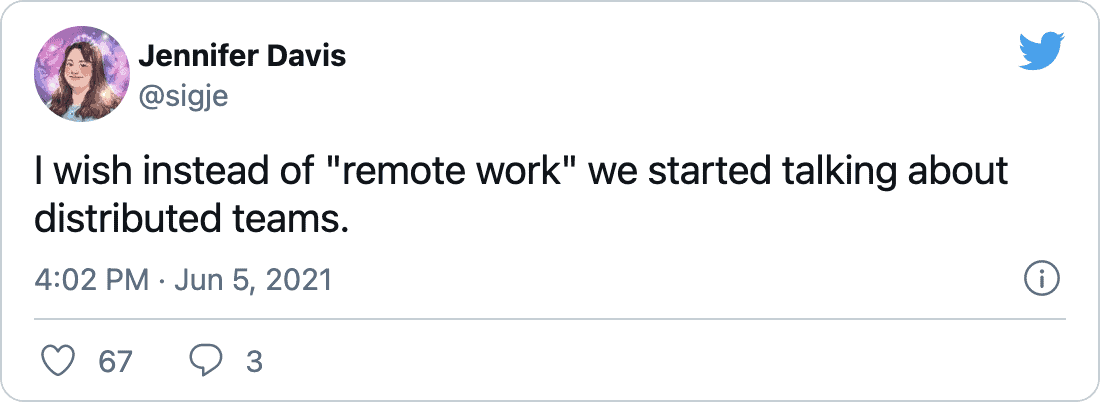 Jennifer Davis
@sigje
I wish instead of "remote work" we started talking about
distributed teams.
4:02 PM · Jun 5, 2021
67 3